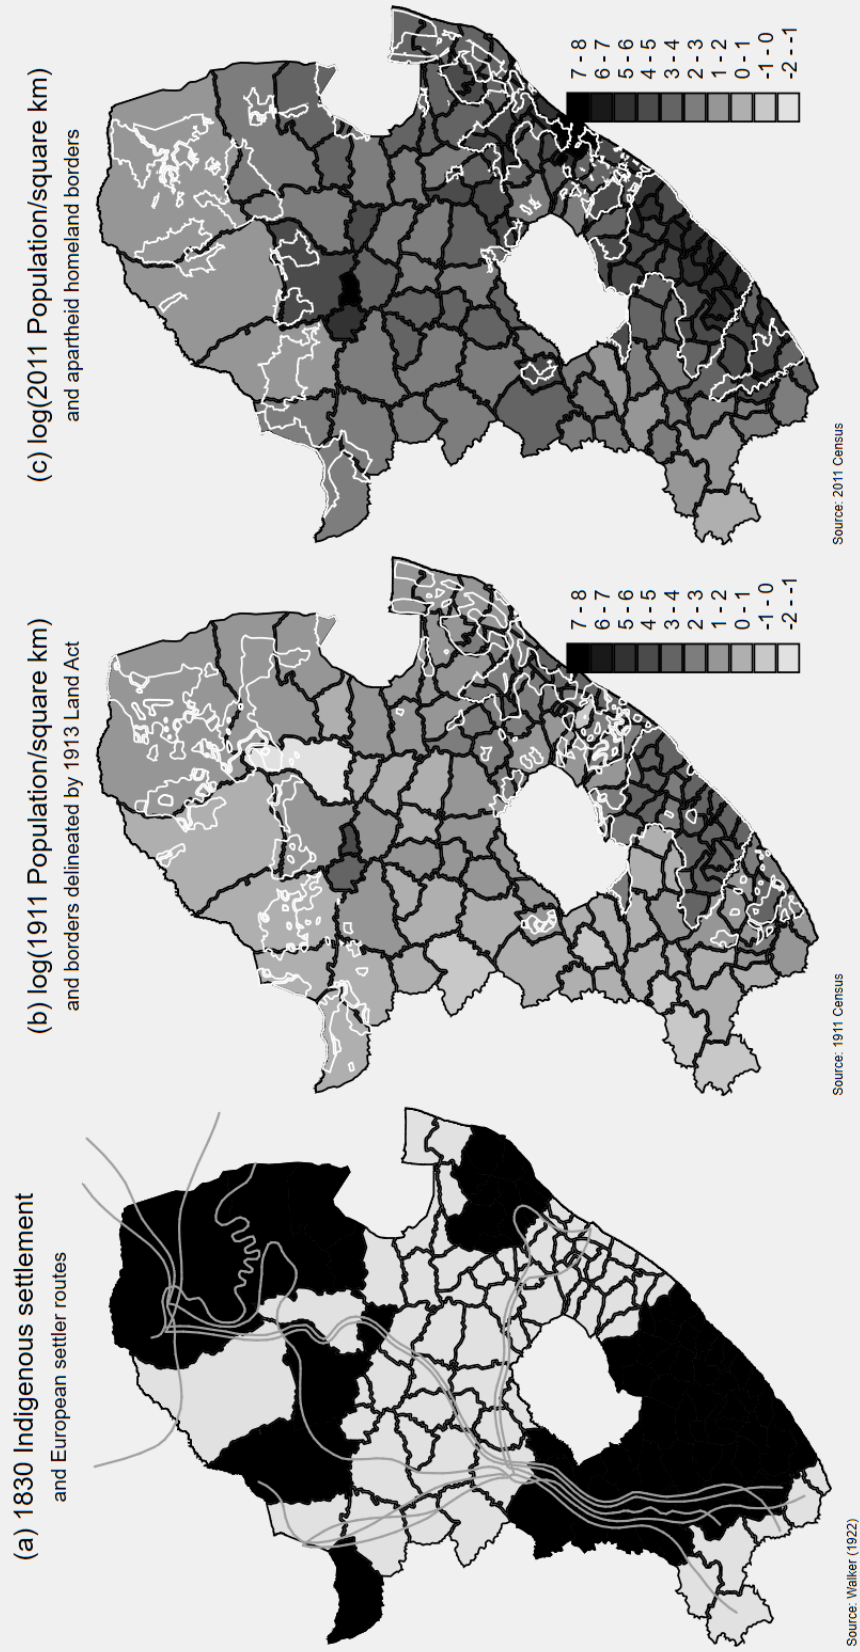 (a) 1830 Indigenous settlement
and European settler routes
Source: Walker (1922)
(b) log(1911 Population/square km)
and borders delineated by 1913 Land Act
7 - 8
6 - 7
5 - 6
4 - 5
3 - 4
2 - 3
1 - 2
0 - 1
-1 - 0
-2 - -1
Source: 1911 Census
(c) log(2011 Population/square km)
and apartheid homeland borders
7 - 8
6 - 7
5 - 6
4 - 5
3 - 4
2 - 3
1 - 2
0 - 1
-1 - 0
-2 - -1
Source: 2011 Census